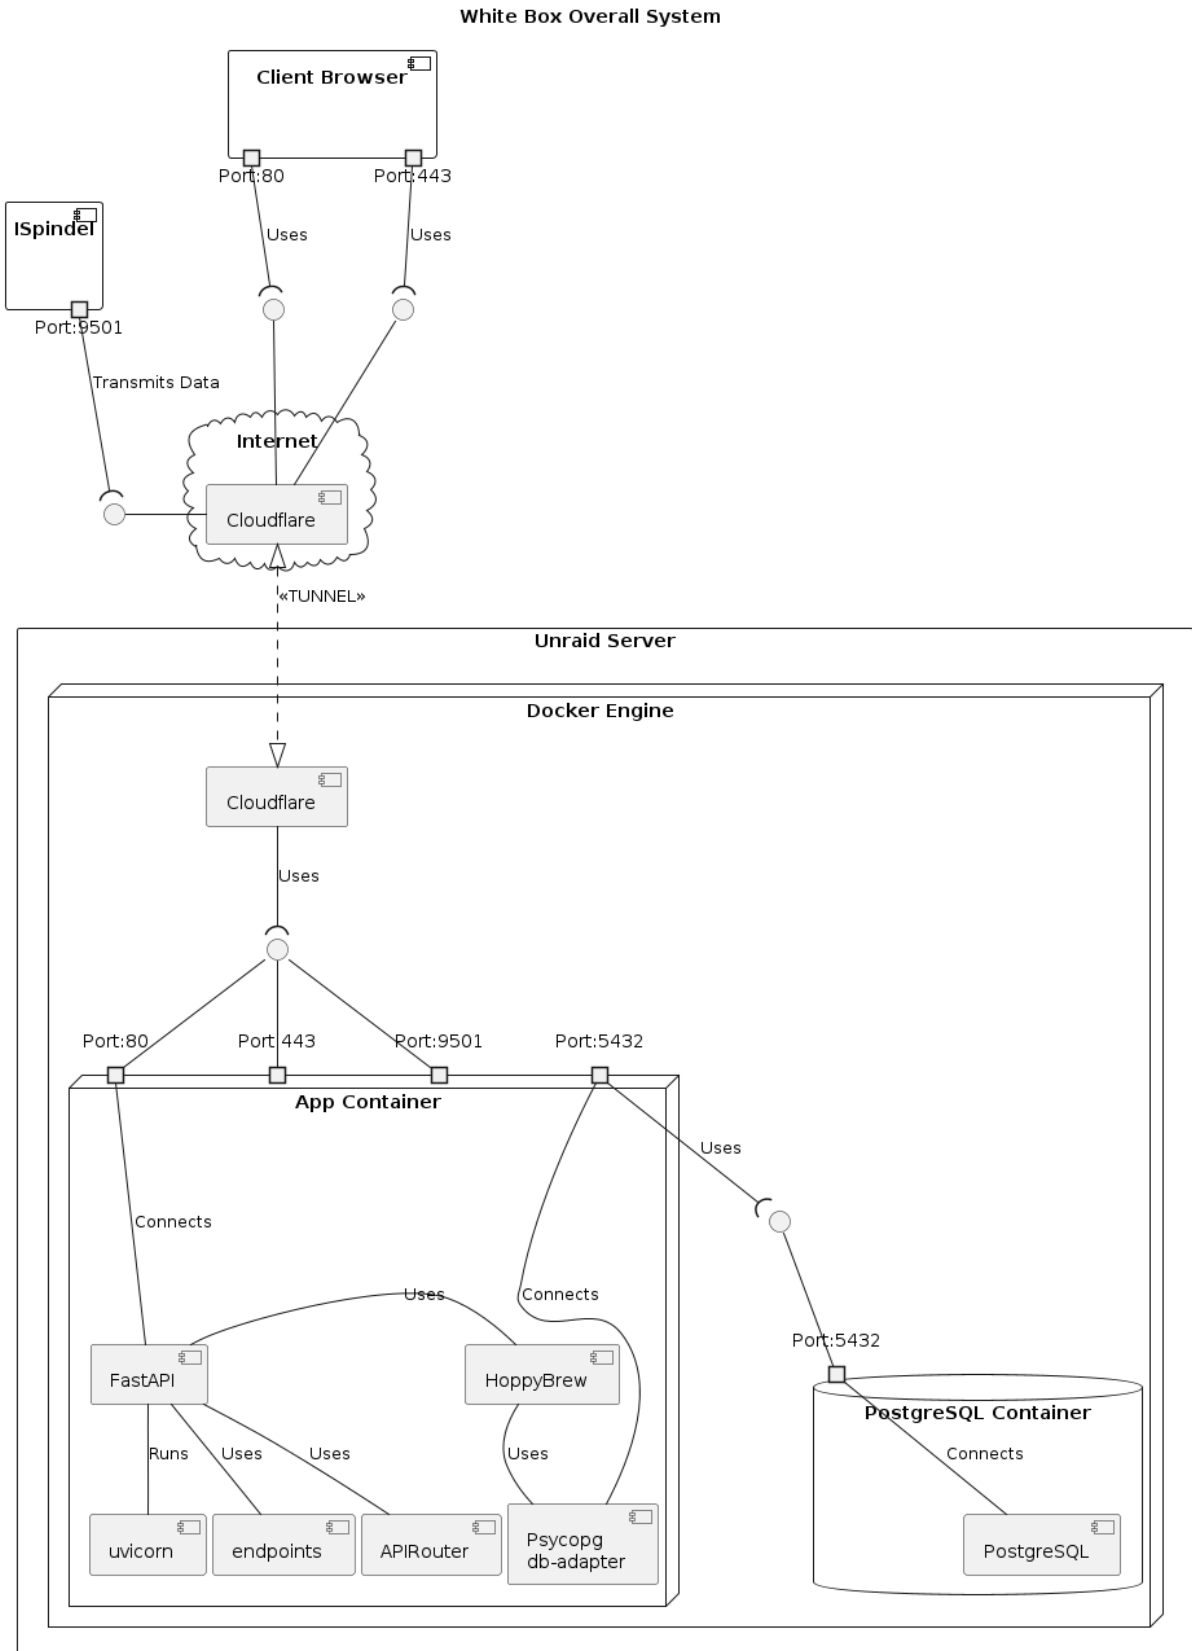 White Box Overall System
Client Browser
Port:80
Port:443
ISpindel
Uses
Uses
Port:9501
Transmits Data
Internet
Cloudflare
«TUNNEL»
Unraid Server
Docker Engine
Cloudflare
Uses
Port:80
Port:443
Port:9501
Port:5432
App Container
Uses
Connects
Uses
Connects
Port:5432
FastAPI
HoppyBrew
PostgreSQL Container
Runs
Uses
Uses
Uses
Connects
uvicorn
endpoints
APIRouter
Psycopg
db-adapter
PostgreSQL